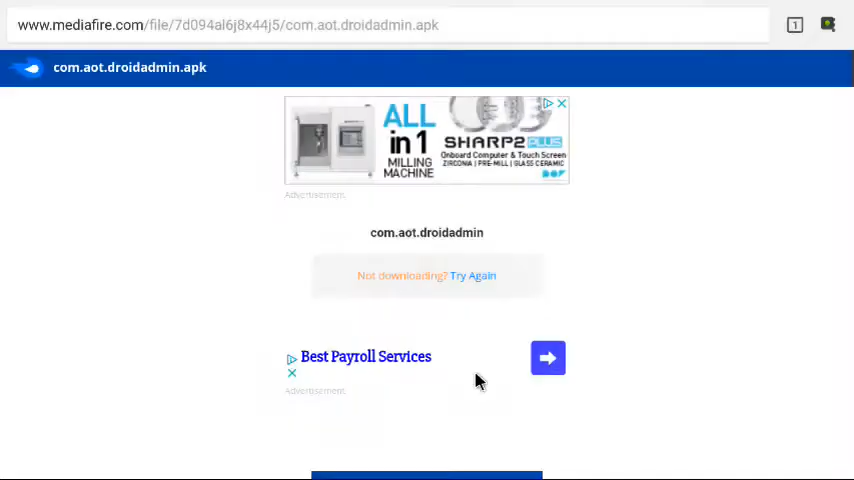 www.mediafire.com/file/7d094al6j8x44j5/com.aot.droidadmin.apk
1
com.aot.droidadmin.apk
ALL
in 1
MILLING
MACHINE
SHARP2 PLUS
Onboard Computer & Touch Screen
ZIRCONIA | PRE-MILL | GLASS CERAMIC
DOF
Advertisement
com.aot.droidadmin
Not downloading? Try Again
Best Payroll Services
Advertisement